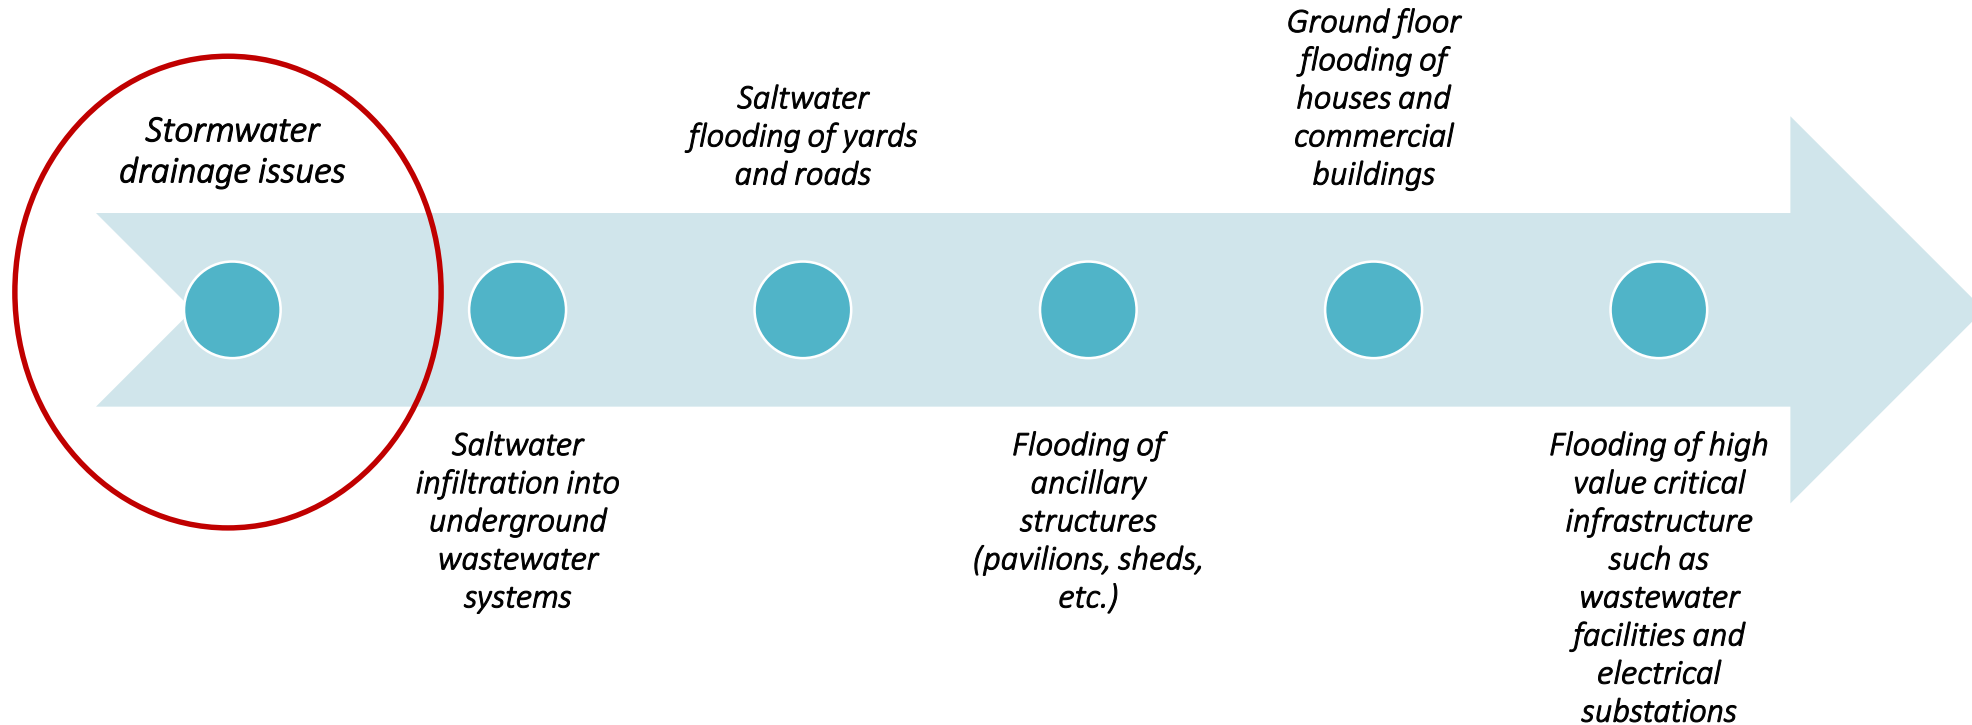 Stormwater
drainage issues
Saltwater
infiltration into
underground
wastewater
systems
Saltwater
flooding of yards
and roads
Flooding of
ancillary
structures
(pavilions, sheds,
etc.)
Ground floor
flooding of
houses and
commercial
buildings
Flooding of high
value critical
infrastructure
such as
wastewater
facilities and
electrical
substations